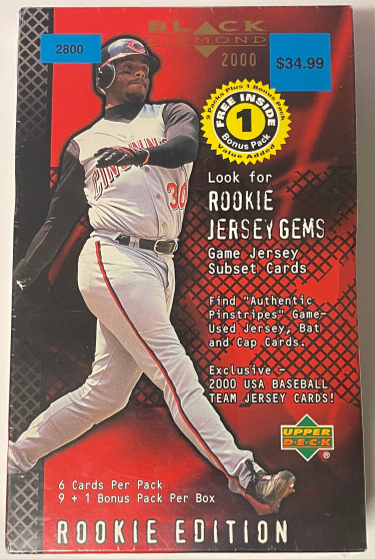 BLACK
DIAMOND
2000
2800
$34.99
9 Packs Plus 1 Bonus Pack
FREE INSIDE
1
Bonus Pack
Value Added
Look for
ROOKIE
JERSEY GEMS
Game Jersey
Subset Cards
Find "Authentic
Pinstripes" Game-
Used Jersey, Bat
and Cap Cards.
Exclusive -
2000 USA BASEBALL
TEAM JERSEY CARDS!
CINCINNATI
30
UPPER
DECK
6 Cards Per Pack
9 + 1 Bonus Pack Per Box
ROOKIE EDITION